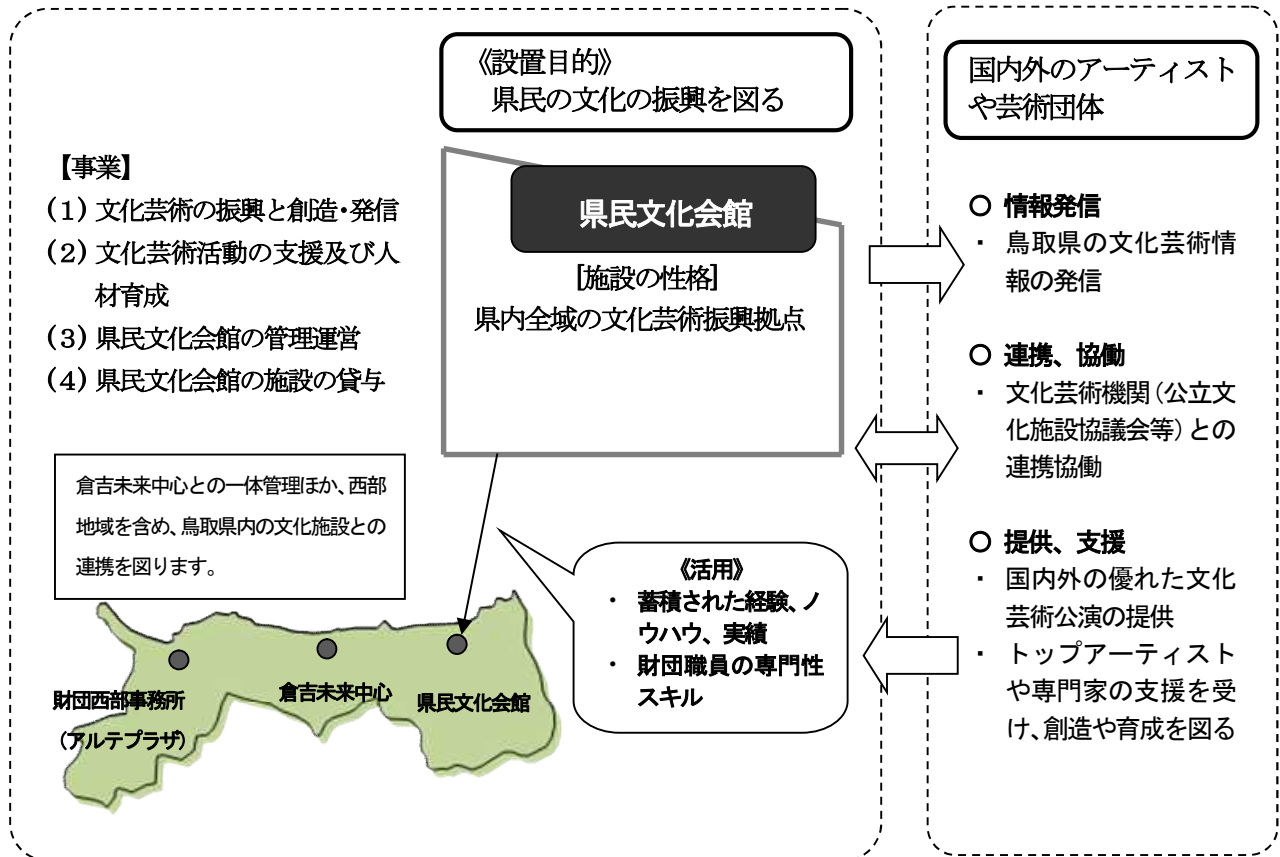 《設置目的》
県民の文化の振興を図る
【事業】
(1) 文化芸術の振興と創造・発信
(2) 文化芸術活動の支援及び人
材育成
(3) 県民文化会館の管理運営
(4) 県民文化会館の施設の貸与
県民文化会館
[施設の性格]
県内全域の文化芸術振興拠点
倉吉未来中心との一体管理ほか、西部
地域を含め、鳥取県内の文化施設との
連携を図ります。
《活用》
・ 蓄積された経験、ノ
ウハウ、実績
・ 財団職員の専門性
スキル
財団西部事務所
(アルテプラザ)
倉吉未来中心
県民文化会館
国内外のアーティスト
や芸術団体
○ 情報発信
・ 鳥取県の文化芸術情
報の発信
○ 連携、協働
・ 文化芸術機関(公立文
化施設協議会等)との
連携協働
○ 提供、支援
・ 国内外の優れた文化
芸術公演の提供
・ トップアーティスト
や専門家の支援を受
け、創造や育成を図る